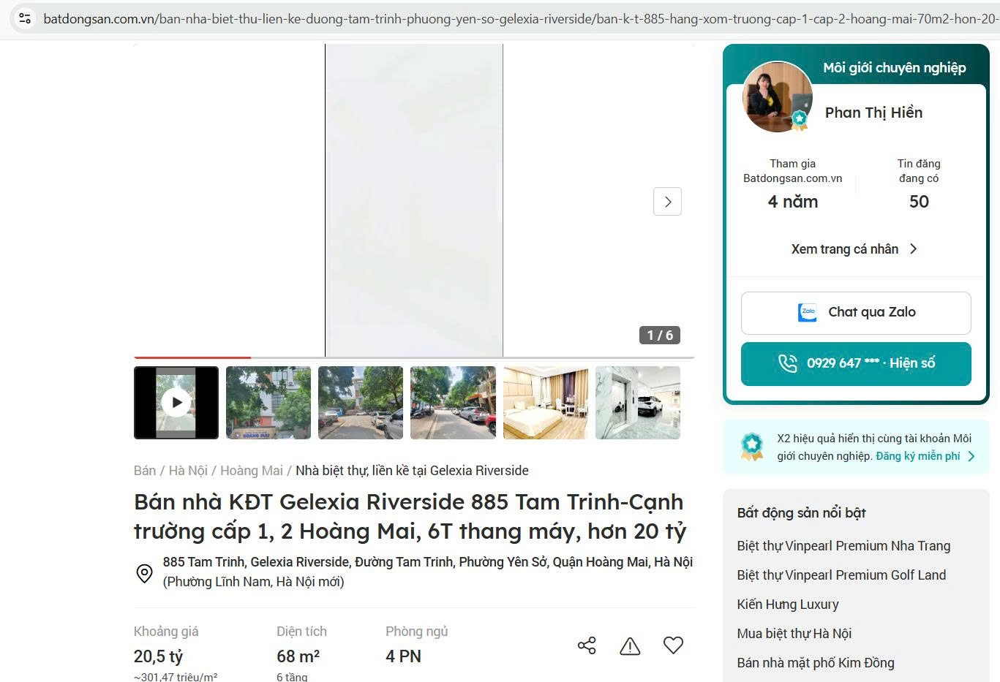 batdongsan.com.vn/ban-nha-biet-thu-lien-ke-duong-tam-trinh-phuong-yen-so-gelexia-riverside/ban-k-t-885-hang-xom-truong-cap-1-cap-2-hoang-mai-70m2-hon-20-
1 / 6
HOÀNG MAI
Bán / Hà Nội / Hoàng Mai / Nhà biệt thự, liền kề tại Gelexia Riverside
Bán nhà KĐT Gelexia Riverside 885 Tam Trinh-Cạnh
trường cấp 1, 2 Hoàng Mai, 6T thang máy, hơn 20 tỷ
885 Tam Trinh, Gelexia Riverside, Đường Tam Trinh, Phường Yên Sở, Quận Hoàng Mai, Hà Nội
(Phường Lĩnh Nam, Hà Nội mới)
Khoảng giá
20,5 tỷ
~301,47 triệu/m²
Diện tích
68 m²
6 tầng
Phòng ngủ
4 PN
Môi giới chuyên nghiệp
Phan Thị Hiền
Tham gia
Batdongsan.com.vn
4 năm
Tin đăng
đang có
50
Xem trang cá nhân
Zalo
Chat qua Zalo
0929 647 *** · Hiện số
X2 hiệu quả hiển thị cùng tài khoản Môi
giới chuyên nghiệp. Đăng ký miễn phí
Bất động sản nổi bật
Biệt thự Vinpearl Premium Nha Trang
Biệt thự Vinpearl Premium Golf Land
Kiến Hưng Luxury
Mua biệt thự Hà Nội
Bán nhà mặt phố Kim Đồng